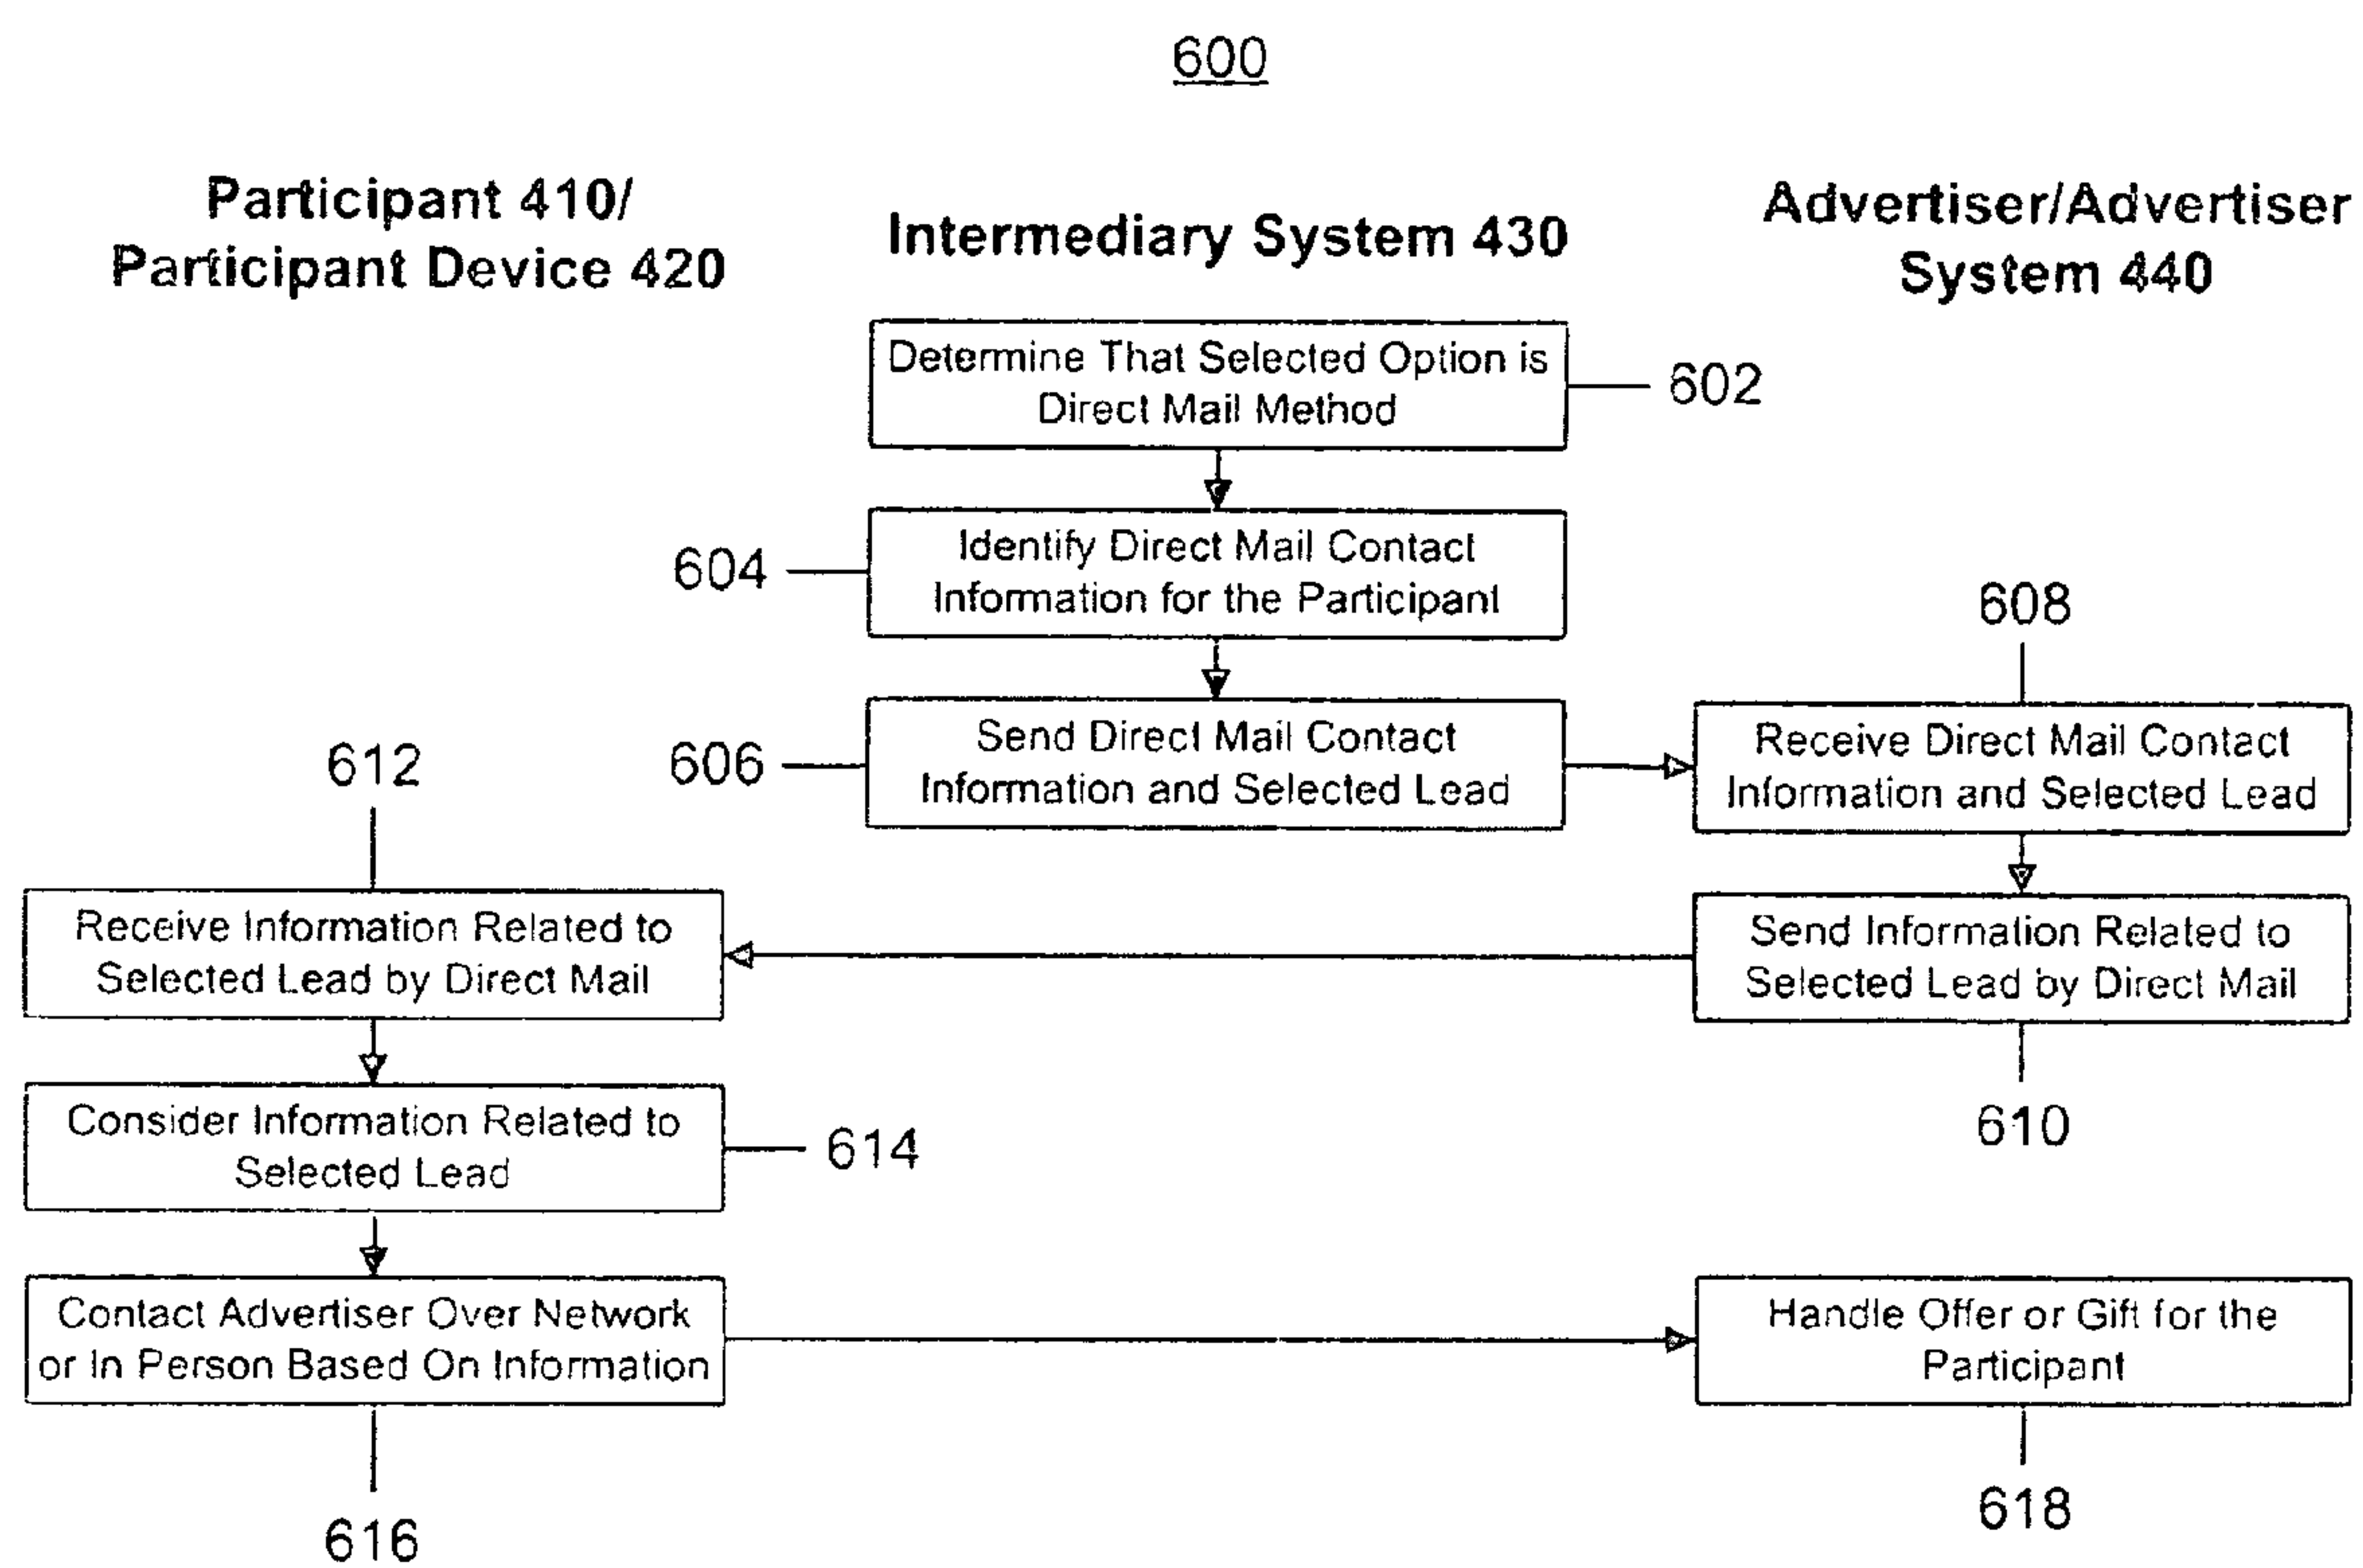 600
Participant 410/
Participant Device 420
Intermediary System 430
Advertiser/Advertiser
System 440
Determine That Selected Option is
Direct Mail Method
602
604
Identify Direct Mail Contact
Information for the Participant
608
606
Send Direct Mail Contact
Information and Selected Lead
Receive Direct Mail Contact
Information and Selected Lead
612
Receive Information Related to
Selected Lead by Direct Mail
Send Information Related to
Selected Lead by Direct Mail
610
Consider Information Related to
Selected Lead
614
Contact Advertiser Over Network
or In Person Based On Information
Handle Offer or Gift for the
Participant
616
618